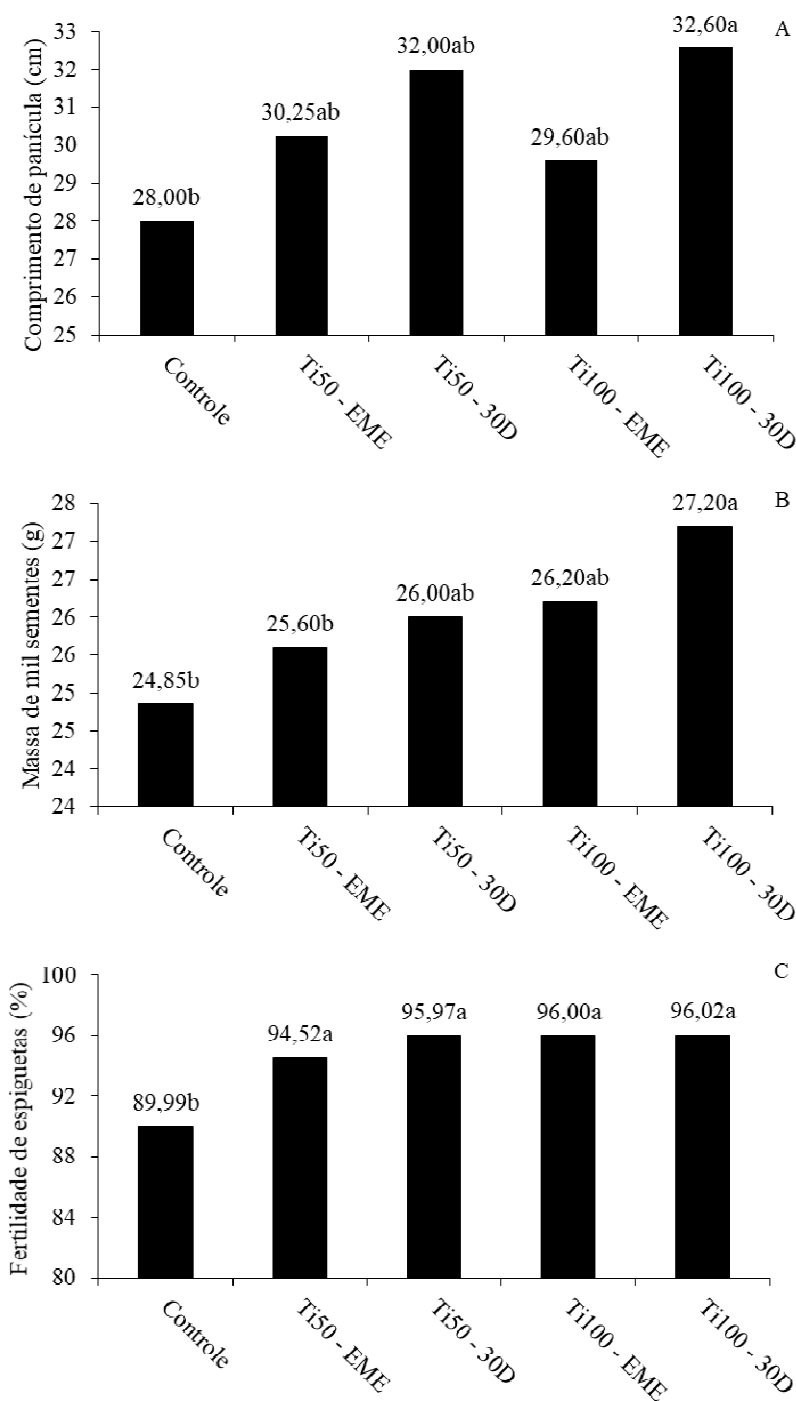 A
Comprimento de panícula (cm)
33
32
31
30
29
28
27
26
25
28,00b
30,25ab
32,00ab
29,60ab
32,60a
Controle
Ti50 - EME
Ti50 - 30D
Ti100 - EME
Ti100 - 30D
B
Massa de mil sementes (g)
28
27
27
26
26
25
25
24
24
24,85b
25,60b
26,00ab
26,20ab
27,20a
Controle
Ti50 - EME
Ti50 - 30D
Ti100 - EME
Ti100 - 30D
C
Fertilidade de espiguetas (%)
100
96
92
88
84
80
89,99b
94,52a
95,97a
96,00a
96,02a
Controle
Ti50 - EME
Ti50 - 30D
Ti100 - EME
Ti100 - 30D